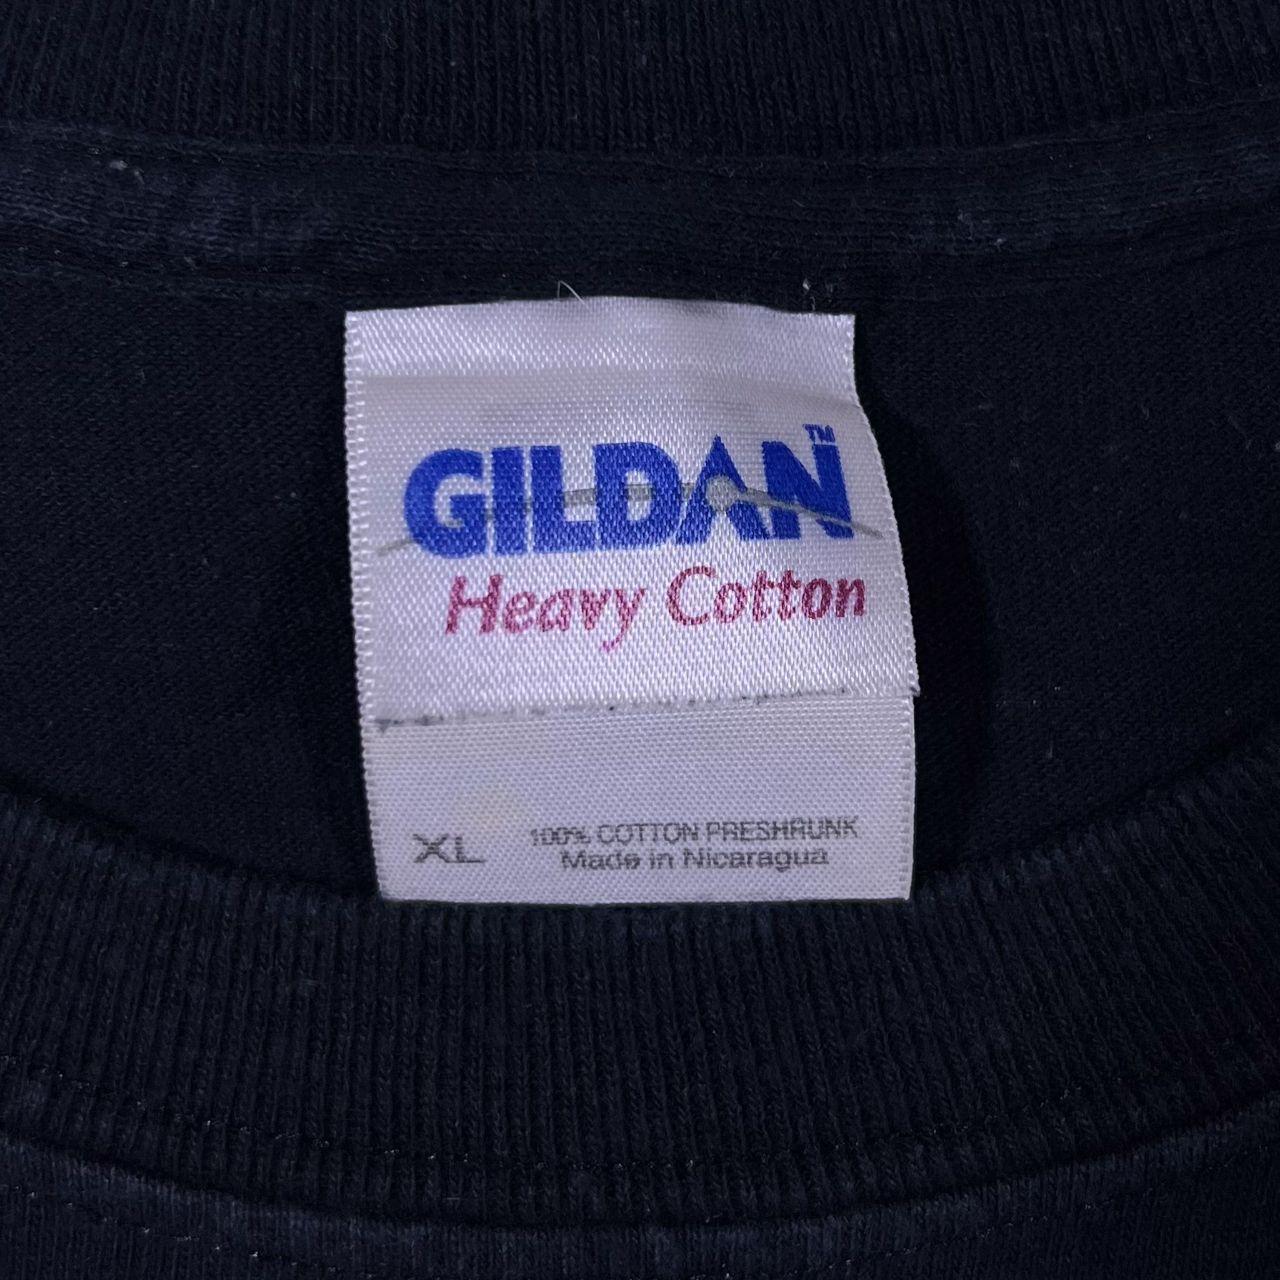 GILDAN™
Heavy Cotton
XL
100% COTTON PRESHRUNK
Made in Nicaragua